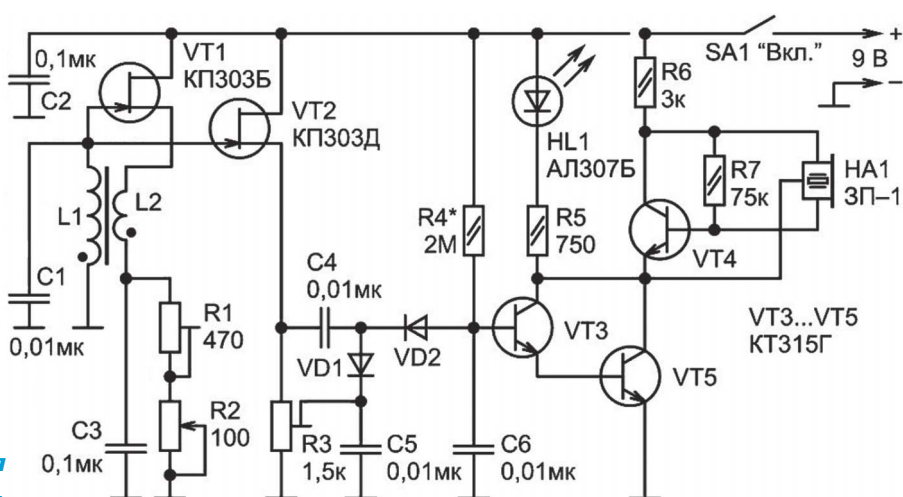 0,1мк
C2
VT1
КП303Б
VT2
КП303Д
SA1 “Вкл.”
+
9 В
−
R6
3к
HL1
АЛ307Б
R7
75к
HA1
ЗП–1
L1
L2
R4*
2М
R5
750
VT4
C1
0,01мк
C4
0,01мк
R1
470
VD1
VD2
VT3
VT3...VT5
КТ315Г
VT5
C3
0,1мк
R2
100
R3
1,5к
C5
0,01мк
C6
0,01мк